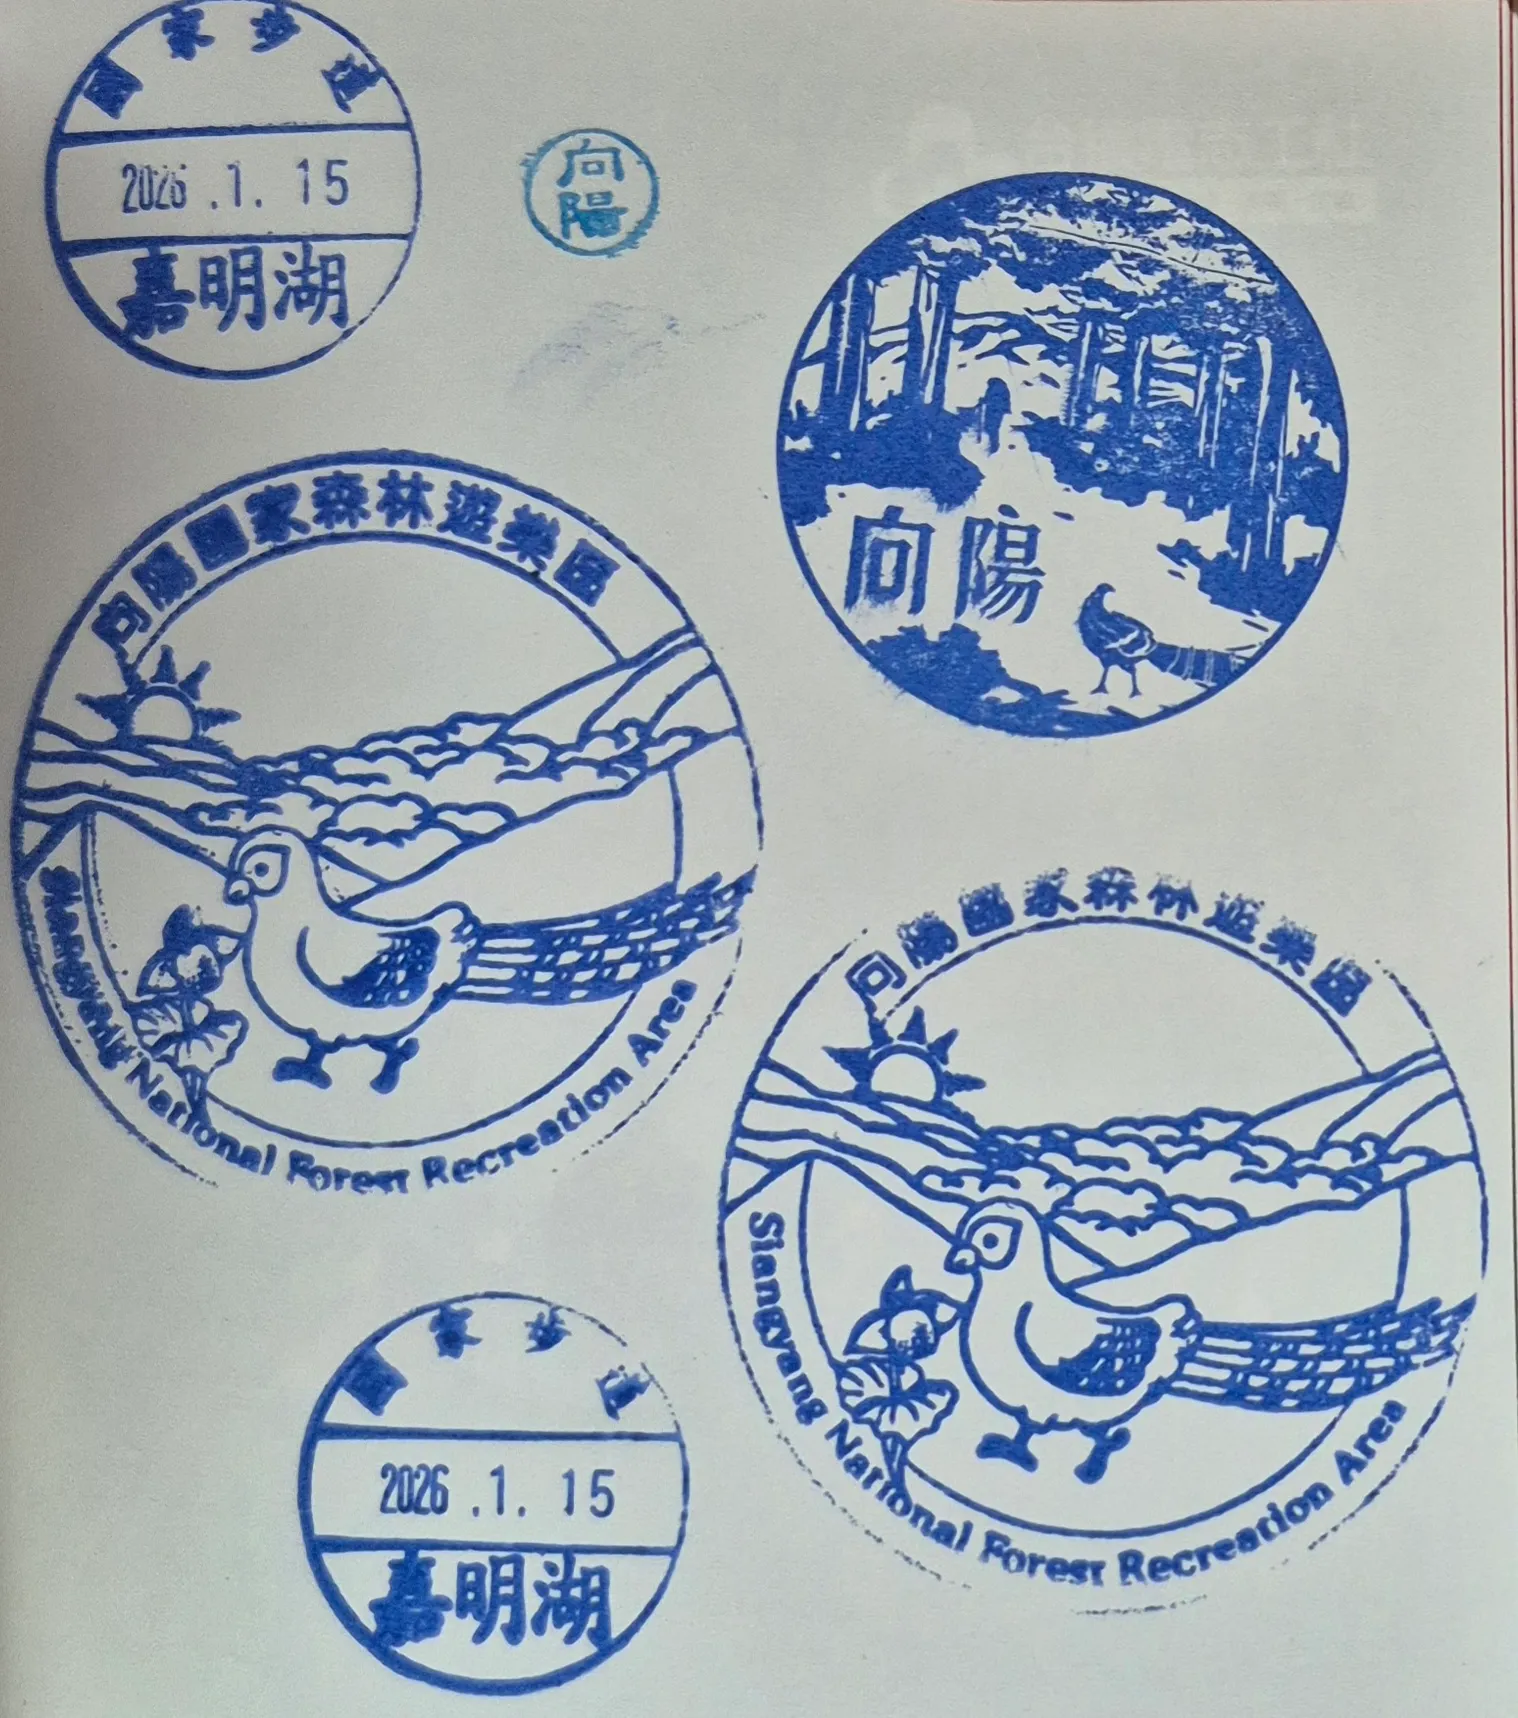 國家步道
2026.1.15
嘉明湖
向
陽
向陽
向陽國家森林遊樂區
Siangyang National Forest Recreation Area
向陽國家森林遊樂區
Siangyang National Forest Recreation Area
國家步道
2026.1.15
嘉明湖